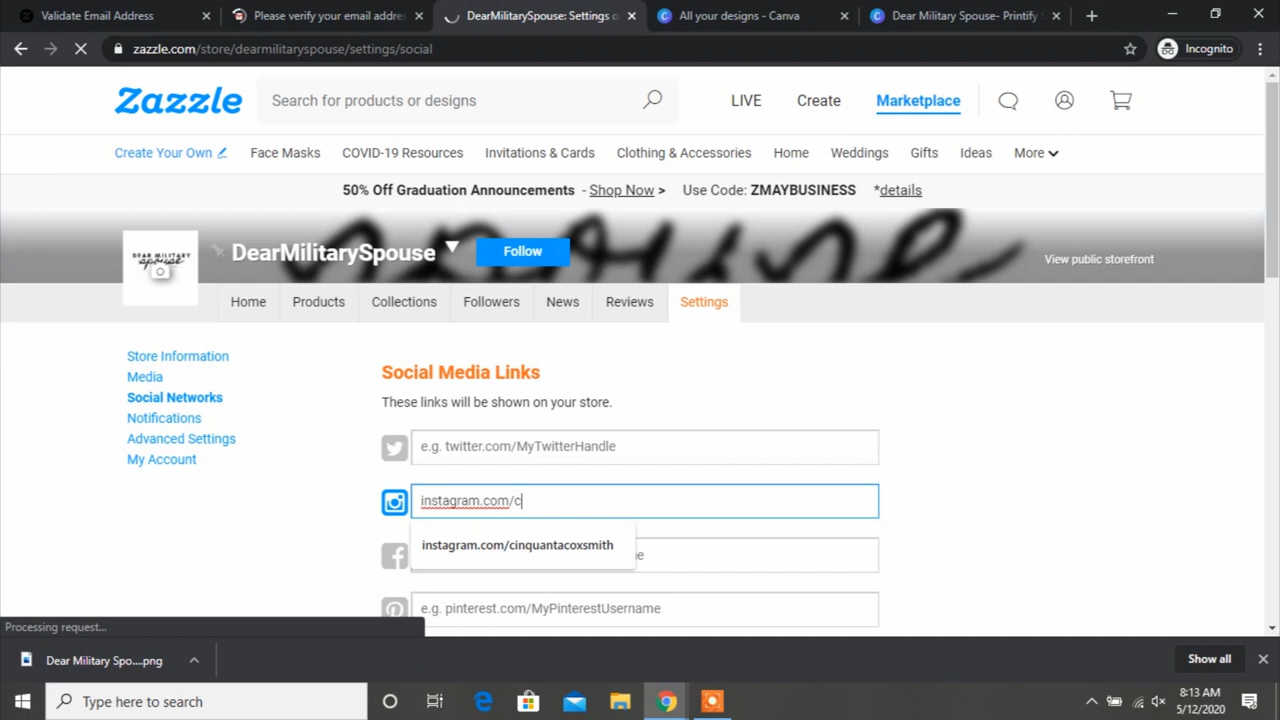 Validate Email Address
Please verify your email addre
DearMilitarySpouse: Settings o
All your designs - Canva
Dear Military Spouse- Printify
zazzle.com/store/dearmilitaryspouse/settings/social
Incognito
Zazzle
Search for products or designs
LIVE
Create
Marketplace
Create Your Own
Face Masks
COVID-19 Resources
Invitations & Cards
Clothing & Accessories
Home
Weddings
Gifts
Ideas
More
50% Off Graduation Announcements - Shop Now > Use Code: ZMAYBUSINESS *details
DEAR MILITARY
spouse
DearMilitarySpouse
Follow
View public storefront
Home
Products
Collections
Followers
News
Reviews
Settings
Store Information
Media
Social Networks
Notifications
Advanced Settings
My Account
Social Media Links
These links will be shown on your store.
e.g. twitter.com/MyTwitterHandle
instagram.com/c
instagram.com/cinquantacoxsmith
e.g. pinterest.com/MyPinterestUsername
Processing request...
Dear Military Spo....png
Show all
Type here to search
8:13 AM
5/12/2020